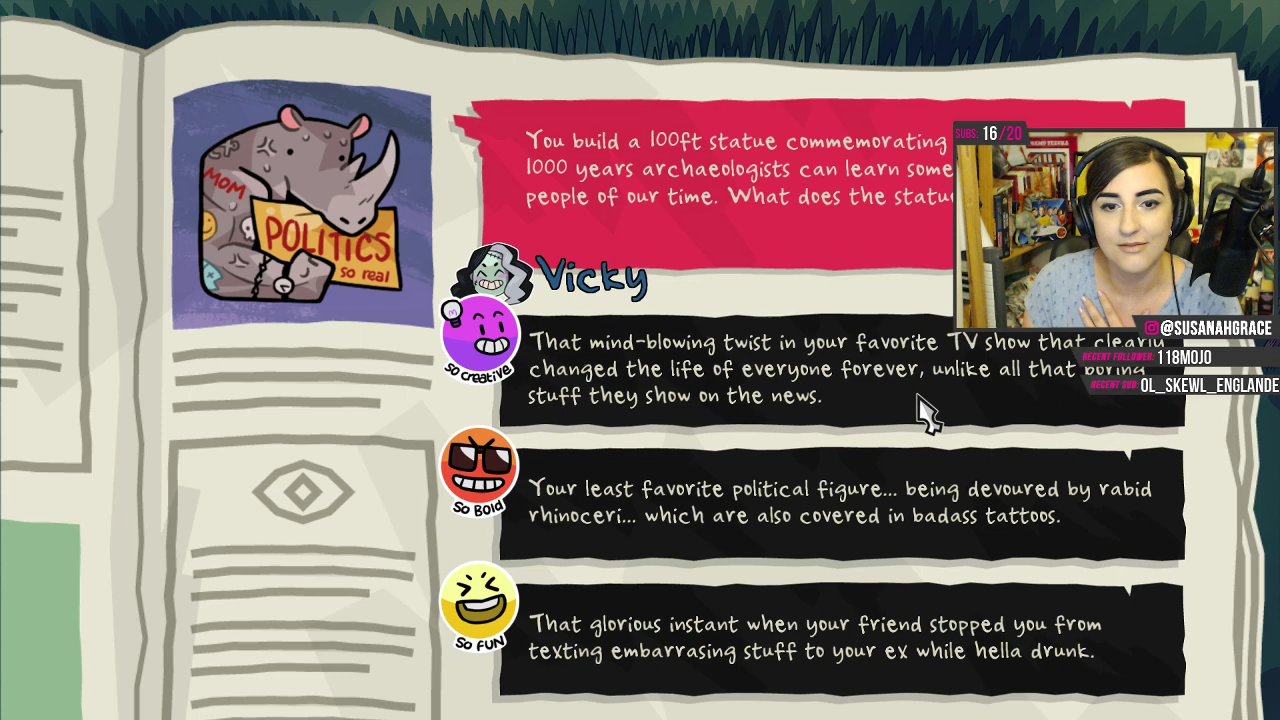 You build a 100ft statue commemorating
1000 years archaeologists can learn some
people of our time. What does the statue
MOM
POLITICS
so real
Vicky
so creative
That mind-blowing twist in your favorite TV show that clearly
changed the life of everyone forever, unlike all that boring
stuff they show on the news.
so Bold
Your least favorite political figure... being devoured by rabid
rhinoceri... which are also covered in badass tattoos.
so FUN
That glorious instant when your friend stopped you from
texting embarrasing stuff to your ex while hella drunk.
SUBS: 16/20
@SUSANAHGRACE
RECENT FOLLOWER: 118MOJO
RECENT SUB: OL_SKEWL_ENGLANDE